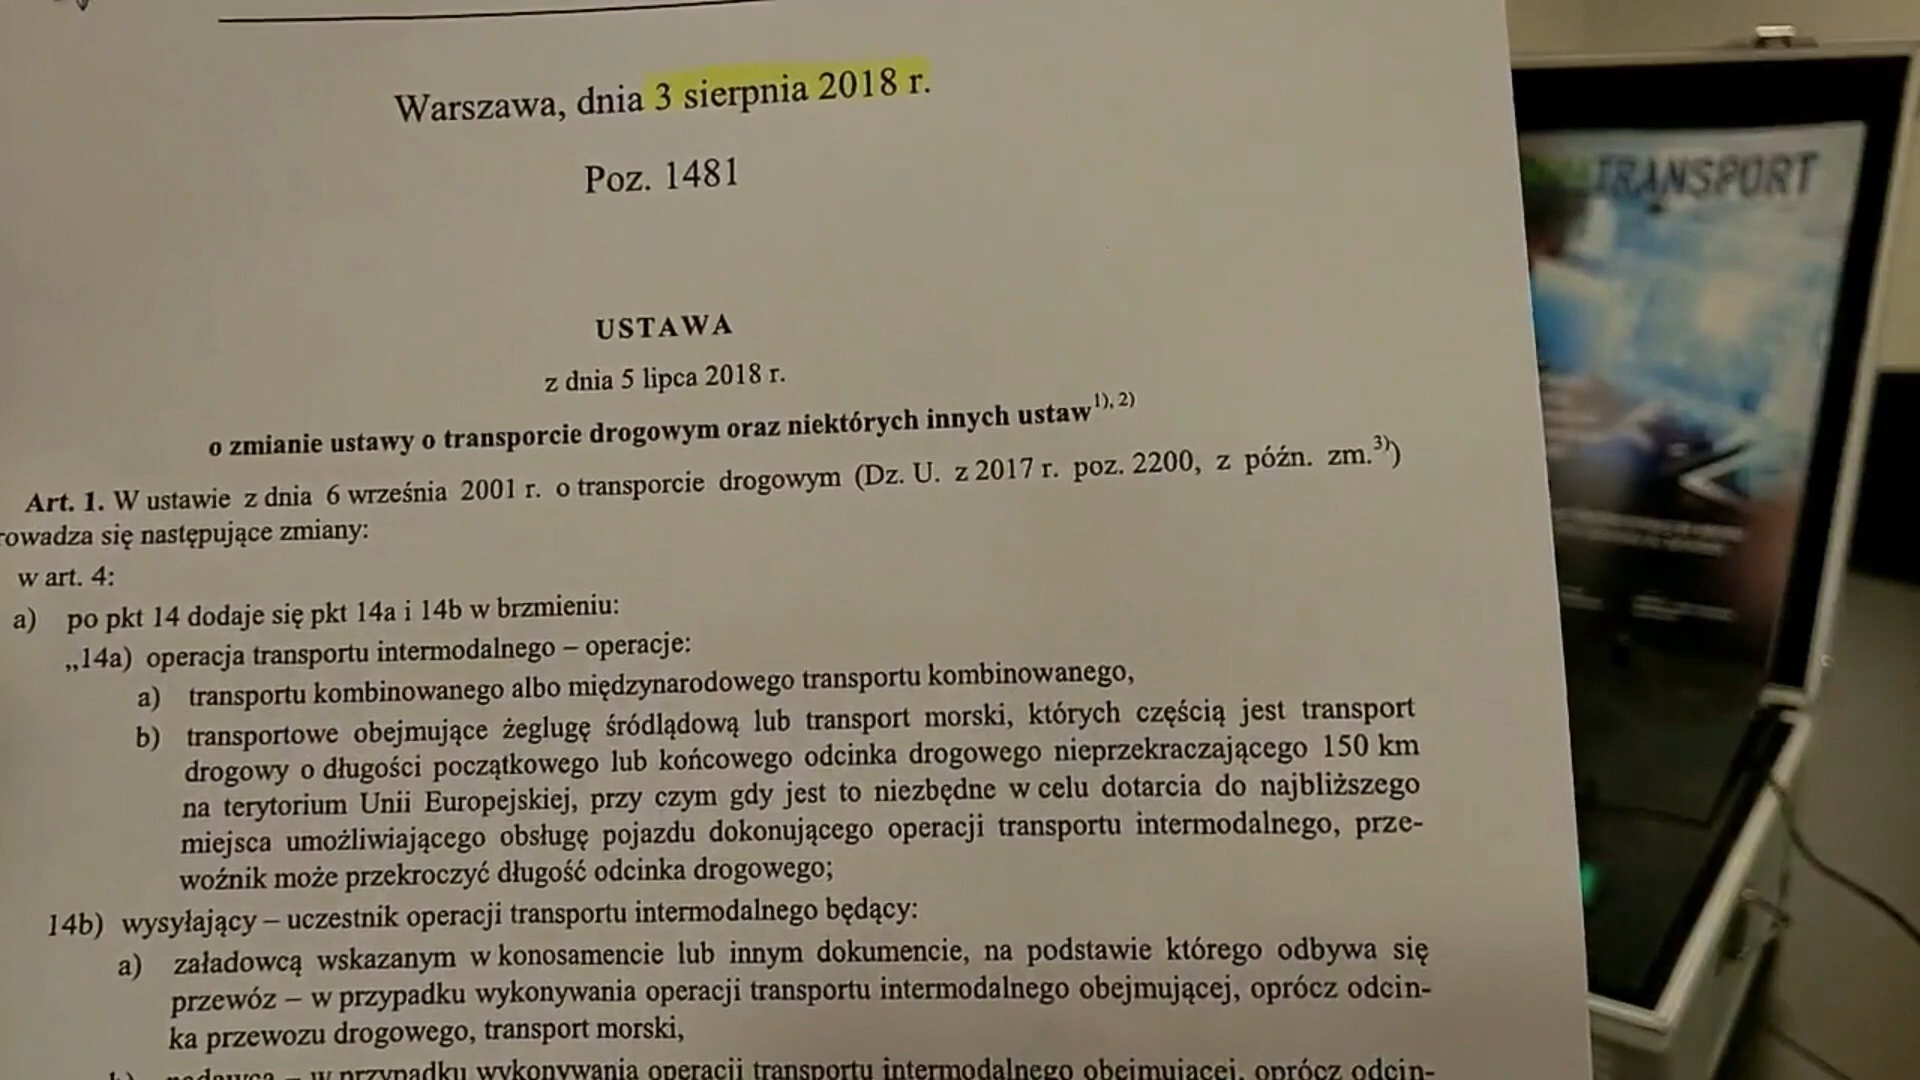 Warszawa, dnia 3 sierpnia 2018 r.
Poz. 1481
USTAWA
z dnia 5 lipca 2018 r.
o zmianie ustawy o transporcie drogowym oraz niektórych innych ustaw1), 2)
Art. 1. W ustawie z dnia 6 września 2001 r. o transporcie drogowym (Dz. U. z 2017 r. poz. 2200, z późn. zm.3))
rowadza się następujące zmiany:
w art. 4:
a) po pkt 14 dodaje się pkt 14a i 14b w brzmieniu:
„14a) operacja transportu intermodalnego – operacje:
a) transportu kombinowanego albo międzynarodowego transportu kombinowanego,
b) transportowe obejmujące żeglugę śródlądową lub transport morski, których częścią jest transport
drogowy o długości początkowego lub końcowego odcinka drogowego nieprzekraczającego 150 km
na terytorium Unii Europejskiej, przy czym gdy jest to niezbędne w celu dotarcia do najbliższego
miejsca umożliwiającego obsługę pojazdu dokonującego operacji transportu intermodalnego, prze-
woźnik może przekroczyć długość odcinka drogowego;
14b) wysyłający – uczestnik operacji transportu intermodalnego będący:
a) załadowcą wskazanym w konosamencie lub innym dokumencie, na podstawie którego odbywa się
przewóz – w przypadku wykonywania operacji transportu intermodalnego obejmującej, oprócz odcin-
ka przewozu drogowego, transport morski,
b) nadawcą – w przypadku wykonywania operacji transportu intermodalnego obejmującej, oprócz odcin-
TRANSPORT